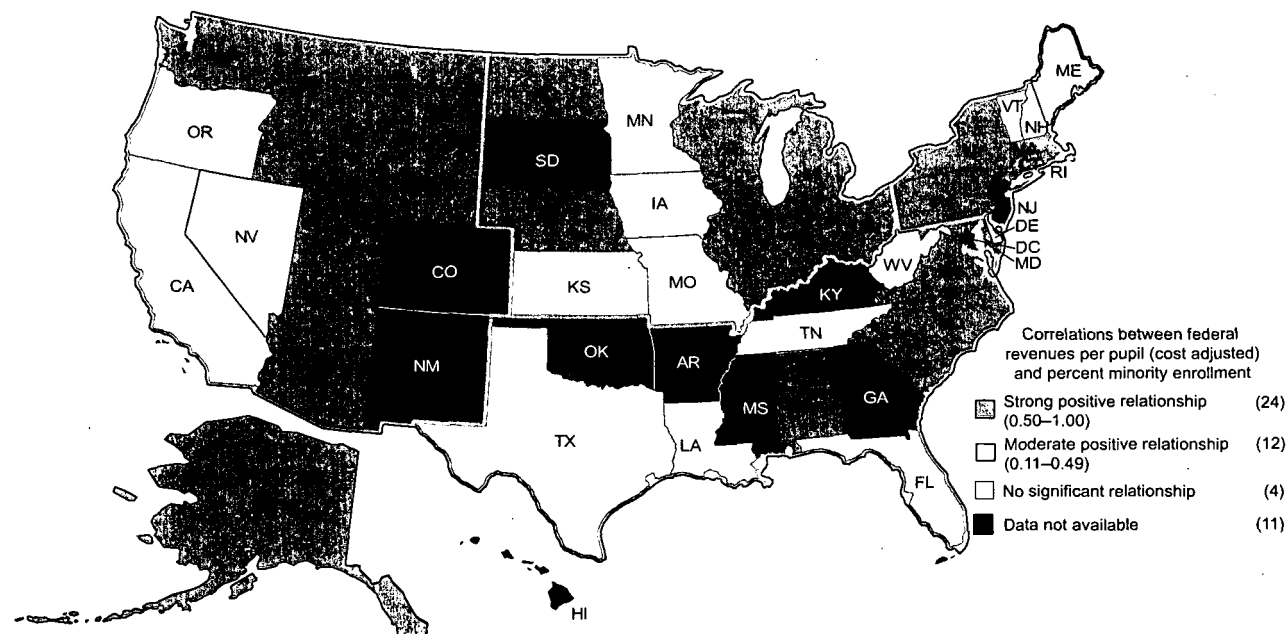 ME
VT
NH
MN
OR
SD
RI
IA
NJ
NV
DE
DC
MD
WV
CO
CA
KS
MO
KY
TN
Correlations between federal
revenues per pupil (cost adjusted)
and percent minority enrollment
OK
NM
AR
MS
GA
Strong positive relationship (24)
(0.50–1.00)
TX
LA
Moderate positive relationship (12)
(0.11–0.49)
FL
No significant relationship (4)
Data not available (11)
HI